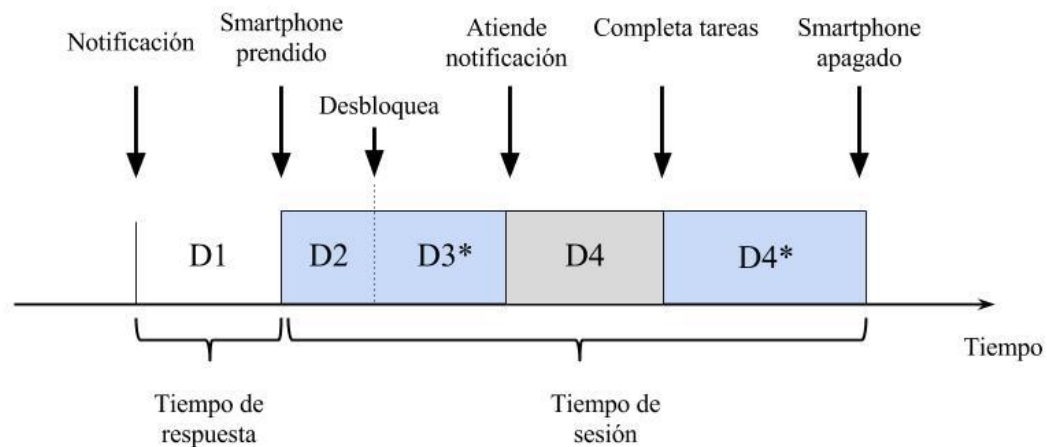 Notificación
Smartphone
prendido
Desbloquea
Atiende
notificación
Completa tareas
Smartphone
apagado
D1
D2
D3*
D4
D4*
Tiempo
Tiempo de
respuesta
Tiempo de
sesión